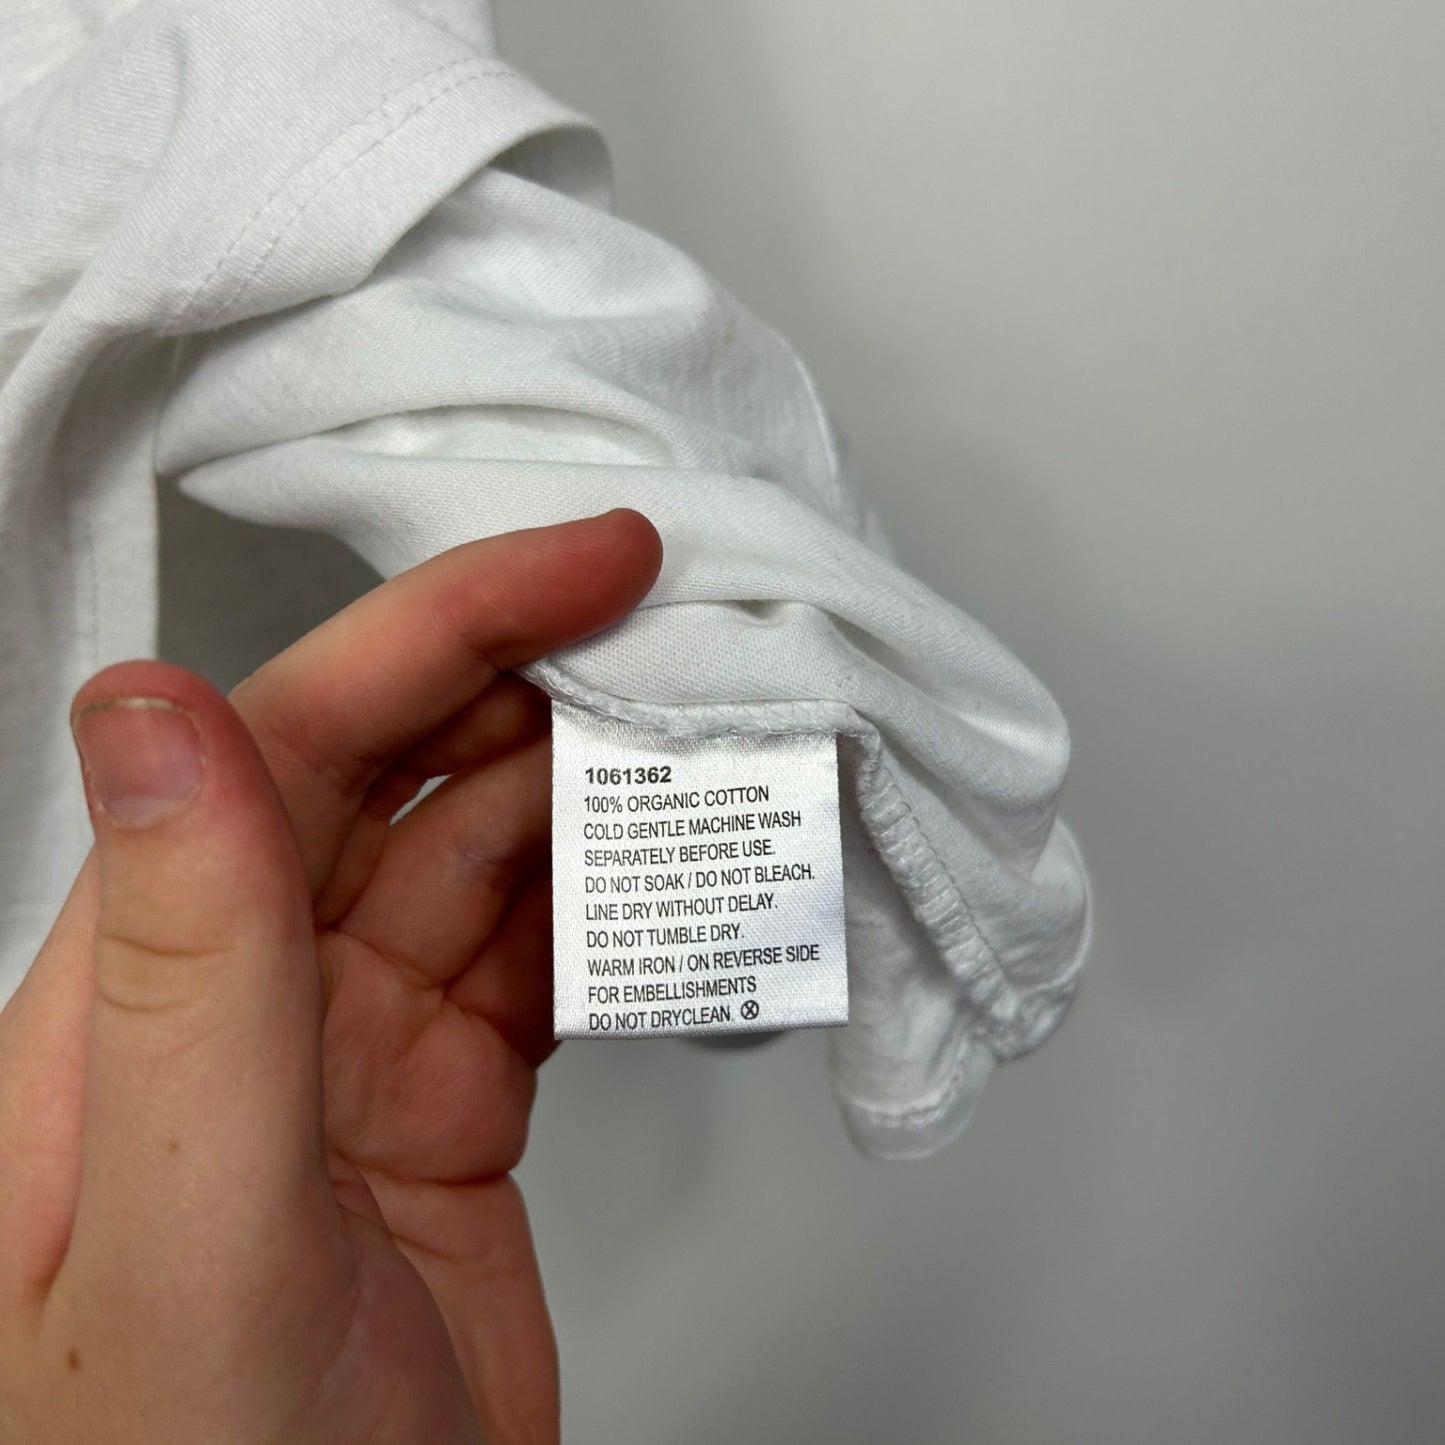 1061362
100% ORGANIC COTTON
COLD GENTLE MACHINE WASH
SEPARATELY BEFORE USE.
DO NOT SOAK / DO NOT BLEACH.
LINE DRY WITHOUT DELAY.
DO NOT TUMBLE DRY.
WARM IRON / ON REVERSE SIDE
FOR EMBELLISHMENTS
DO NOT DRYCLEAN